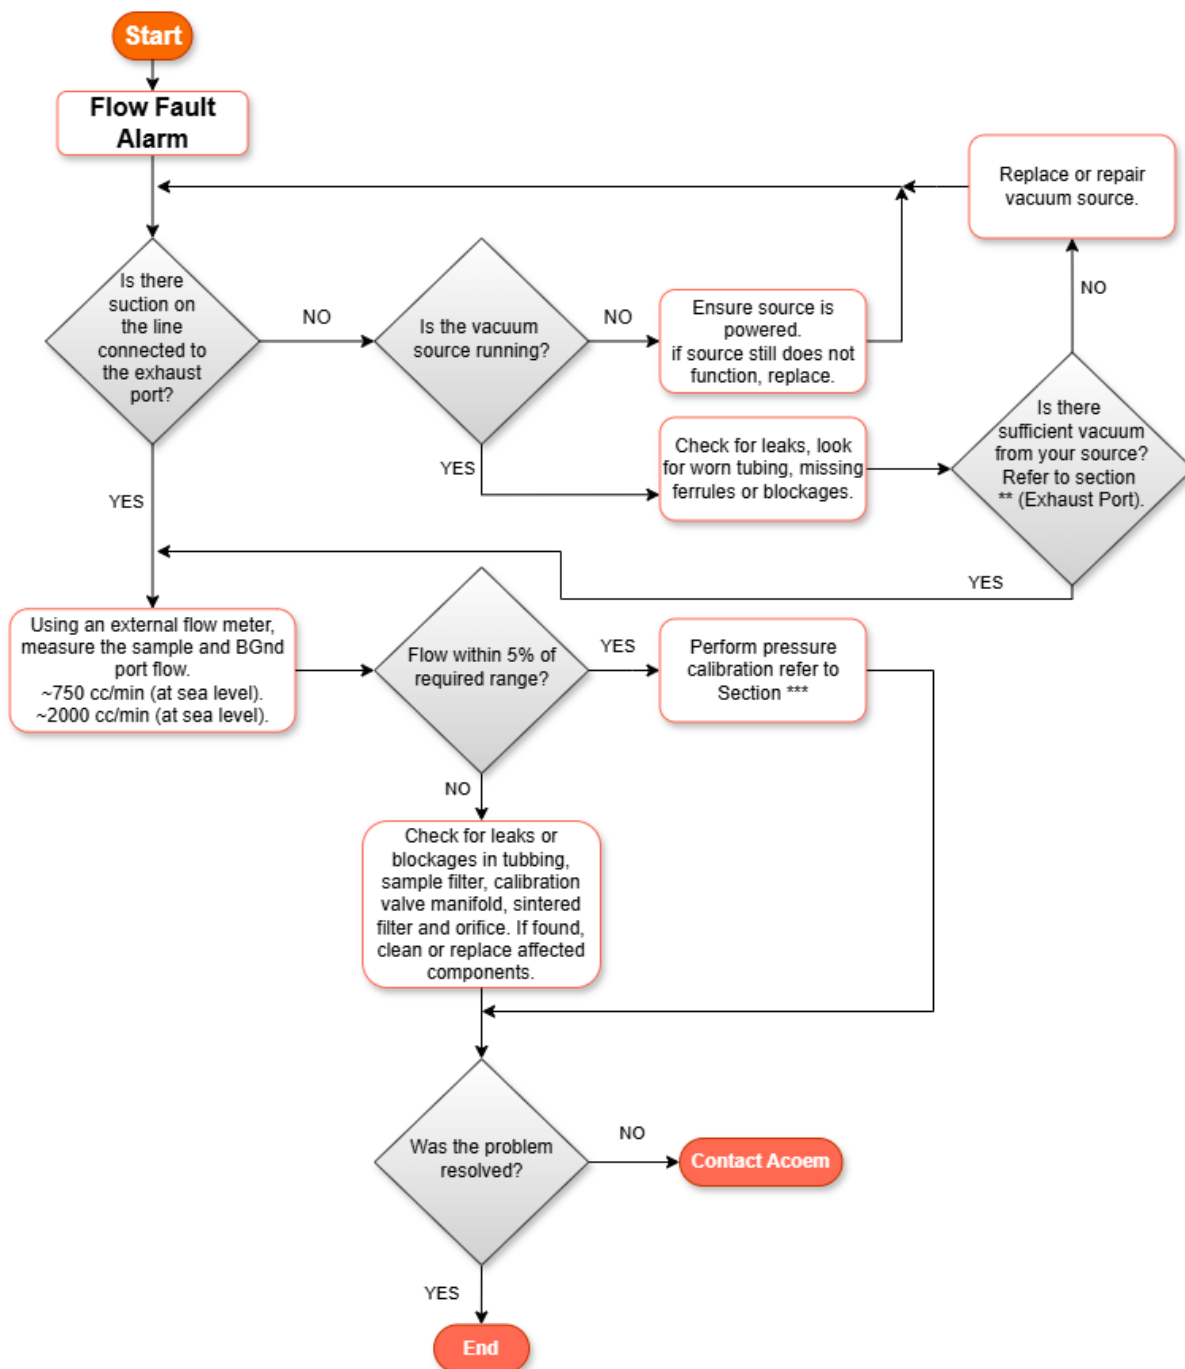 Start
Flow Fault
Alarm
Replace or repair
vacuum source.
Is there
suction on
the line
connected to
the exhaust
port?
NO
Is the vacuum
source running?
NO
Ensure source is
powered.
if source still does not
function, replace.
NO
YES
Check for leaks, look
for worn tubing, missing
ferrules or blockages.
Is there
sufficient vacuum
from your source?
Refer to section
** (Exhaust Port).
YES
YES
Using an external flow meter,
measure the sample and BGnd
port flow.
~750 cc/min (at sea level).
~2000 cc/min (at sea level).
Flow within 5% of
required range?
YES
Perform pressure
calibration refer to
Section ***
NO
Check for leaks or
blockages in tubbing,
sample filter, calibration
valve manifold, sintered
filter and orifice. If found,
clean or replace affected
components.
Was the problem
resolved?
NO
Contact Acoem
YES
End